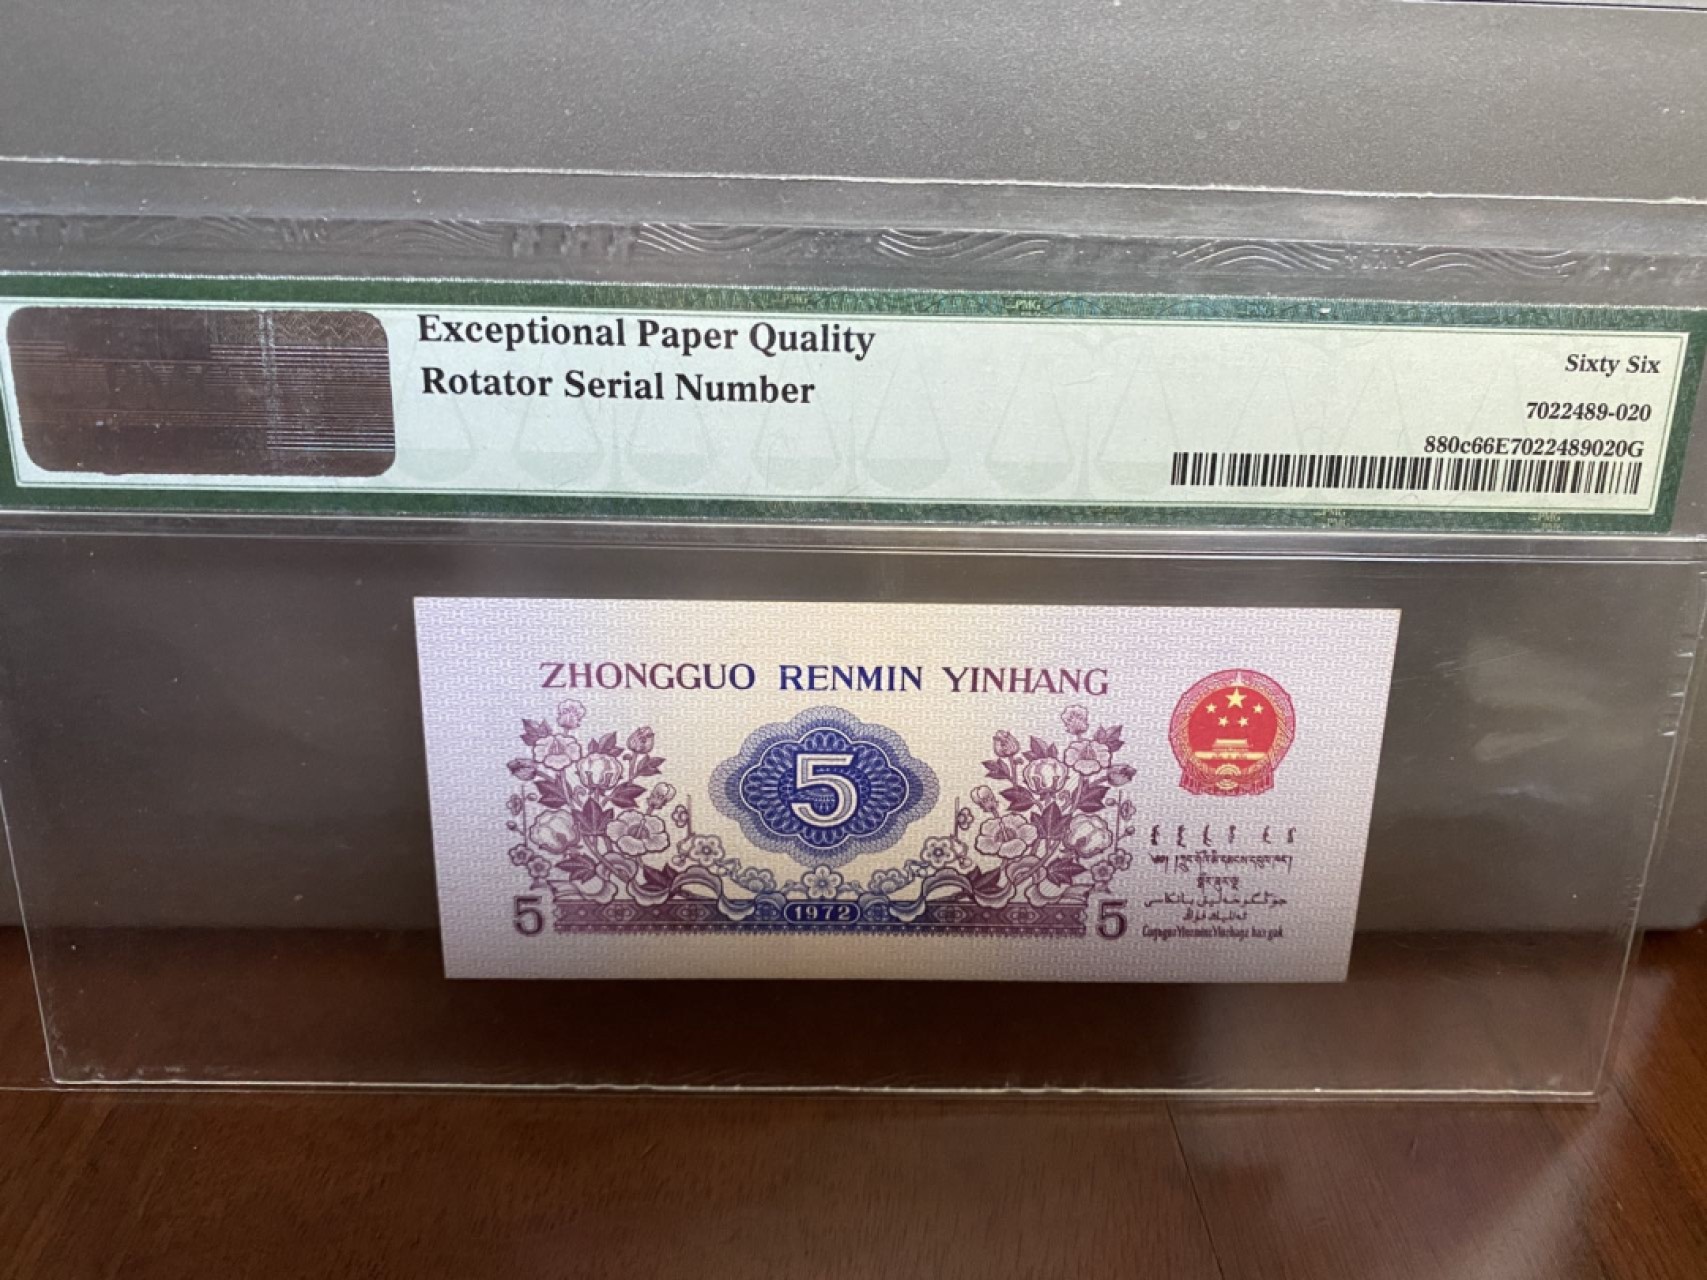 Exceptional Paper Quality
Rotator Serial Number
Sixty Six
7022489-020
880c66E7022489020G
ZHONGGUO RENMIN YINHANG
5
1972
5
5